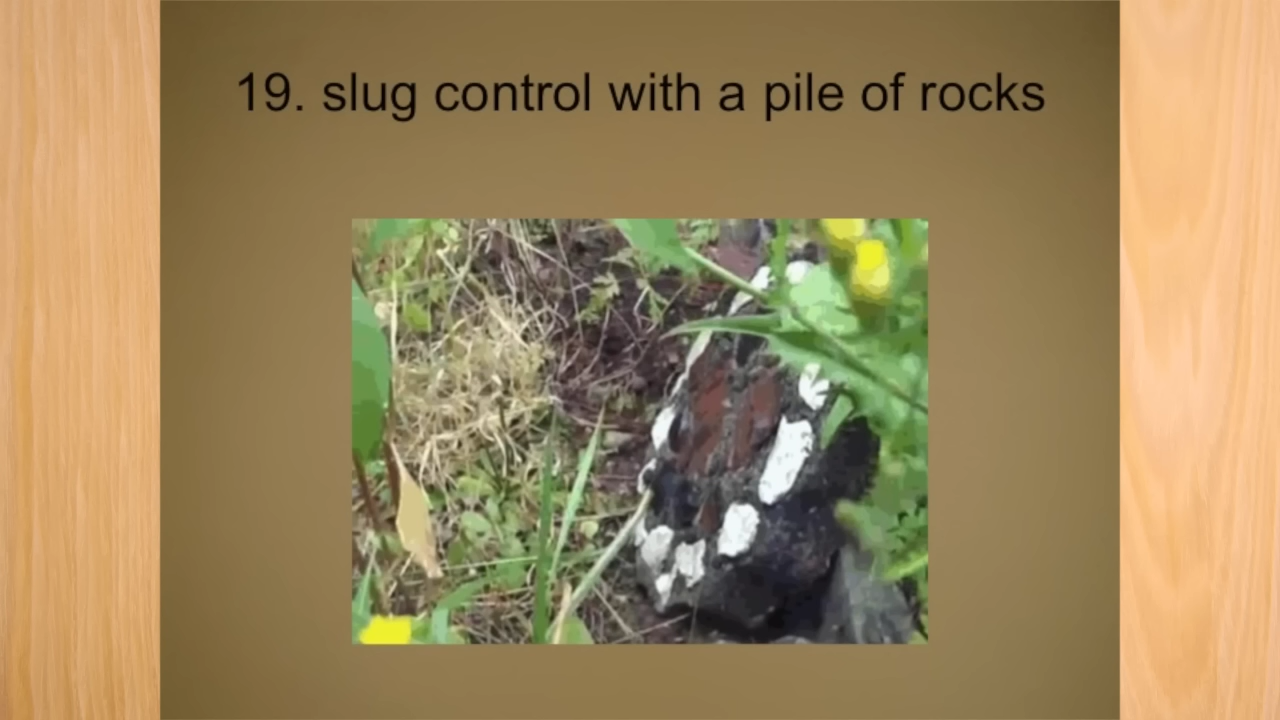 19. slug control with a pile of rocks